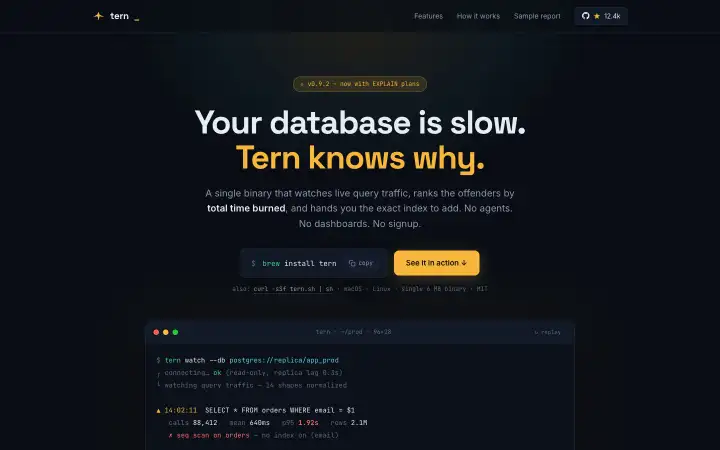 tern _
Features
How it works
Sample report
★ 12.4k
v0.9.2 · now with EXPLAIN plans
Your database is slow.
Tern knows why.
A single binary that watches live query traffic, ranks the offenders by
total time burned, and hands you the exact index to add. No agents.
No dashboards. No signup.
$ brew install tern
copy
See it in action ↓
also: curl -sSf tern.sh | sh · macOS · Linux · single 6 MB binary · MIT
tern — ~/prod — 96×28
↻ replay
$ tern watch --db postgres://replica/app_prod
┌ connecting… ok (read-only, replica lag 0.3s)
└ watching query traffic — 14 shapes normalized
▲ 14:02:11 SELECT * FROM orders WHERE email = $1
calls 88,412 mean 640ms p95 1.92s rows 2.1M
✗ seq scan on orders — no index on (email)